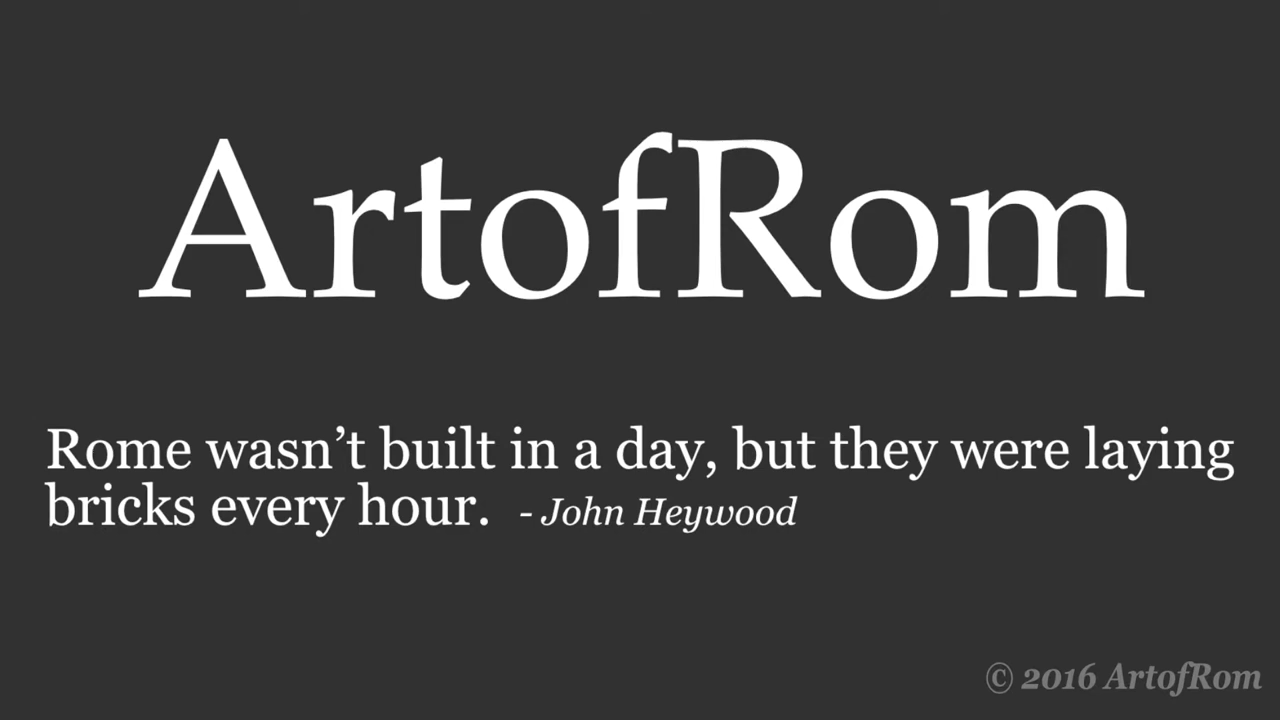 ArtofRom
Rome wasn’t built in a day, but they were laying
bricks every hour. - John Heywood
© 2016 ArtofRom